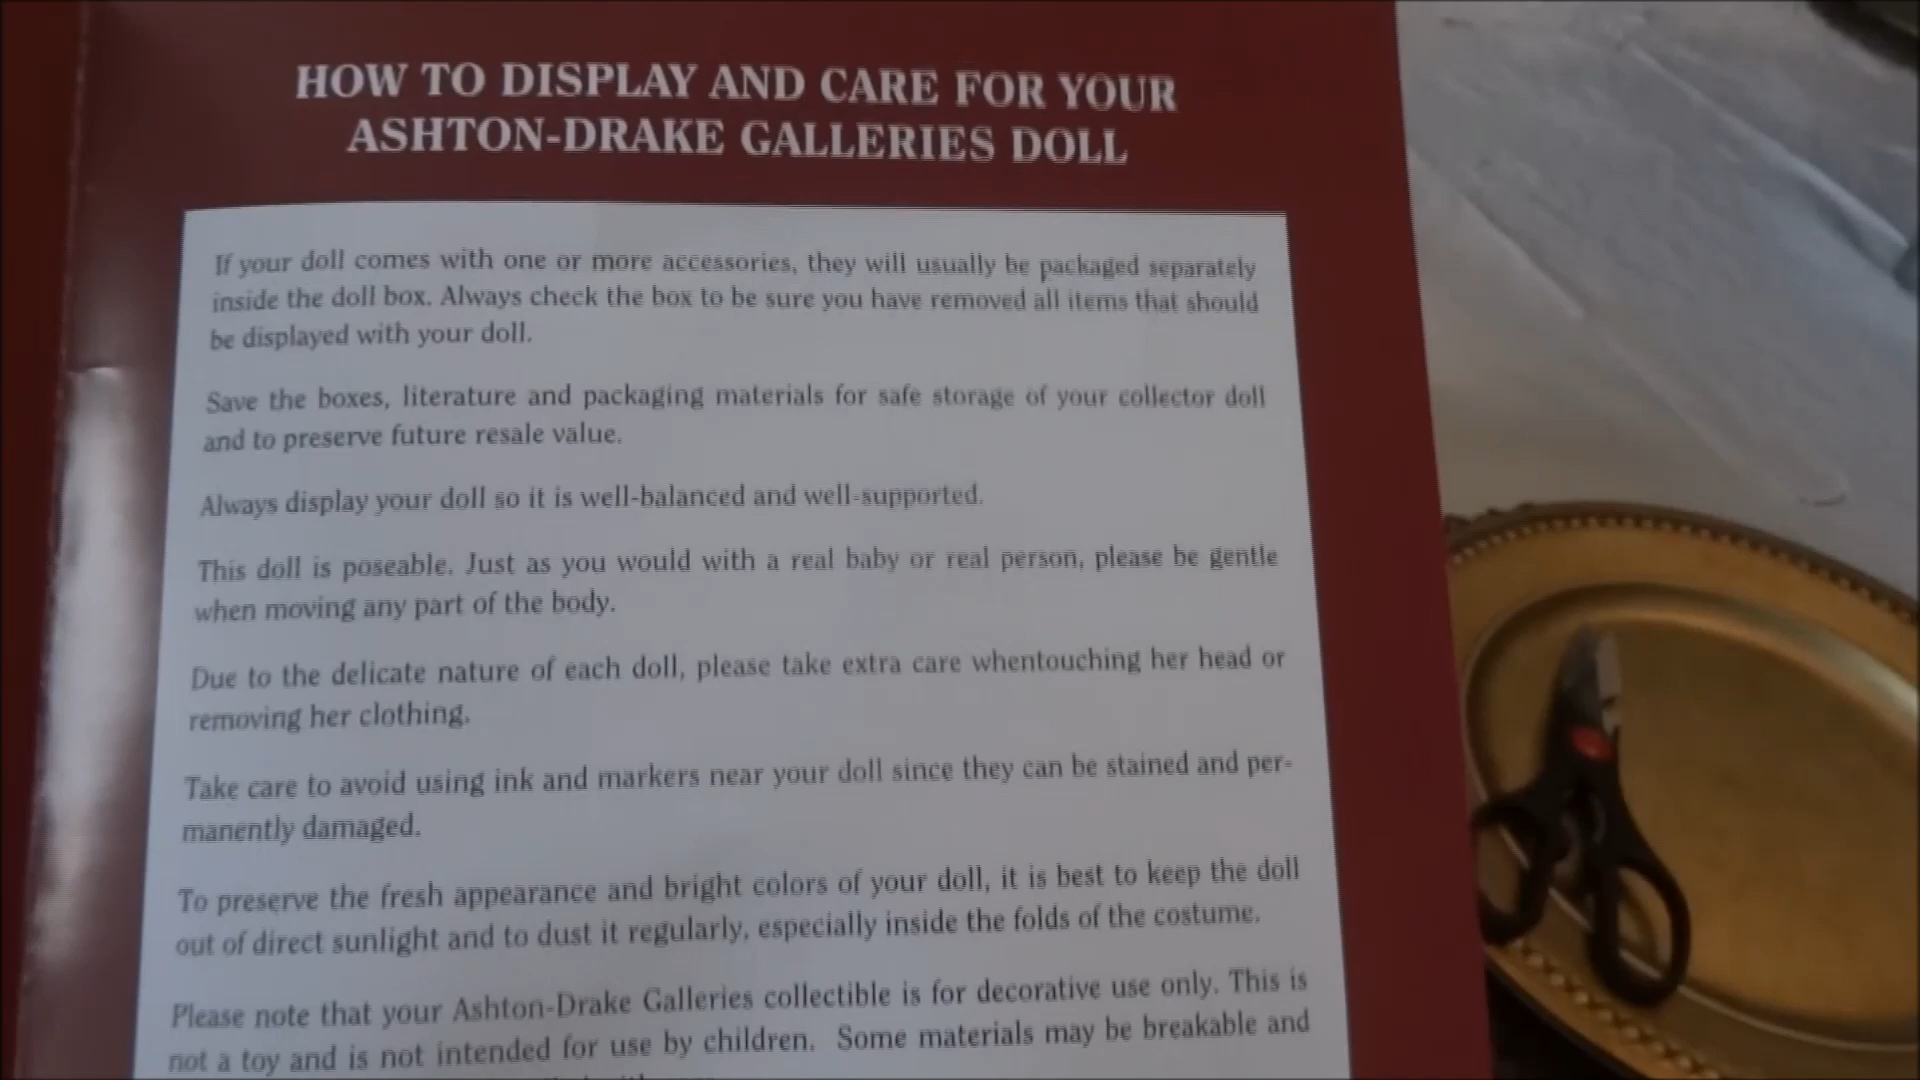 HOW TO DISPLAY AND CARE FOR YOUR
ASHTON-DRAKE GALLERIES DOLL
If your doll comes with one or more accessories, they will usually be packaged separately
inside the doll box. Always check the box to be sure you have removed all items that should
be displayed with your doll.
Save the boxes, literature and packaging materials for safe storage of your collector doll
and to preserve future resale value.
Always display your doll so it is well-balanced and well-supported.
This doll is poseable. Just as you would with a real baby or real person, please be gentle
when moving any part of the body.
Due to the delicate nature of each doll, please take extra care whentouching her head or
removing her clothing.
Take care to avoid using ink and markers near your doll since they can be stained and per-
manently damaged.
To preserve the fresh appearance and bright colors of your doll, it is best to keep the doll
out of direct sunlight and to dust it regularly, especially inside the folds of the costume.
Please note that your Ashton-Drake Galleries collectible is for decorative use only. This is
not a toy and is not intended for use by children. Some materials may be breakable and